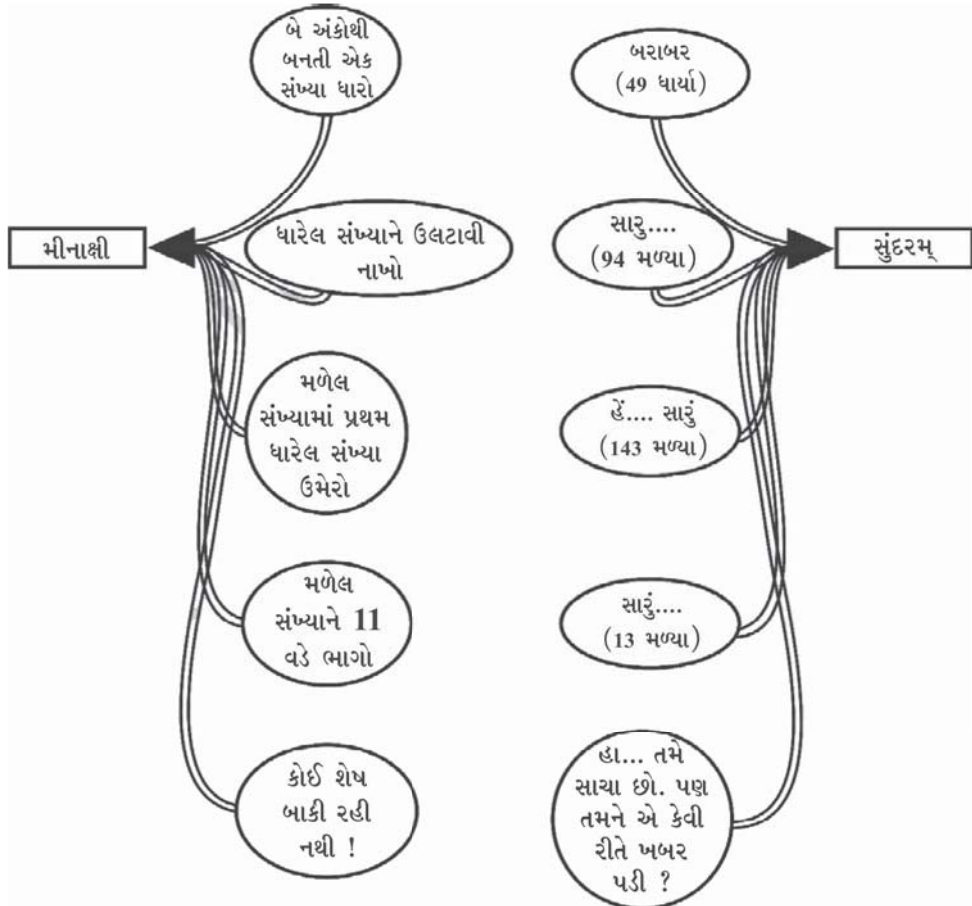 બે અંકોથી
બનતી એક
સંખ્યા ધારો
બરાબર
(49 ધાર્યા)
મીનાક્ષી
ધારેલ સંખ્યાને ઉલટાવી
નાખો
સારુ....
(94 મળ્યા)
સુંદરમ્
મળેલ
સંખ્યામાં પ્રથમ
ધારેલ સંખ્યા
ઉમેરો
હેં.... સારું
(143 મળ્યા)
મળેલ
સંખ્યાને 11
વડે ભાગો
સારું....
(13 મળ્યા)
કોઈ શેષ
બાકી રહી
નથી !
હા... તમે
સાચા છો. પણ
તમને એ કેવી
રીતે ખબર
પડી ?